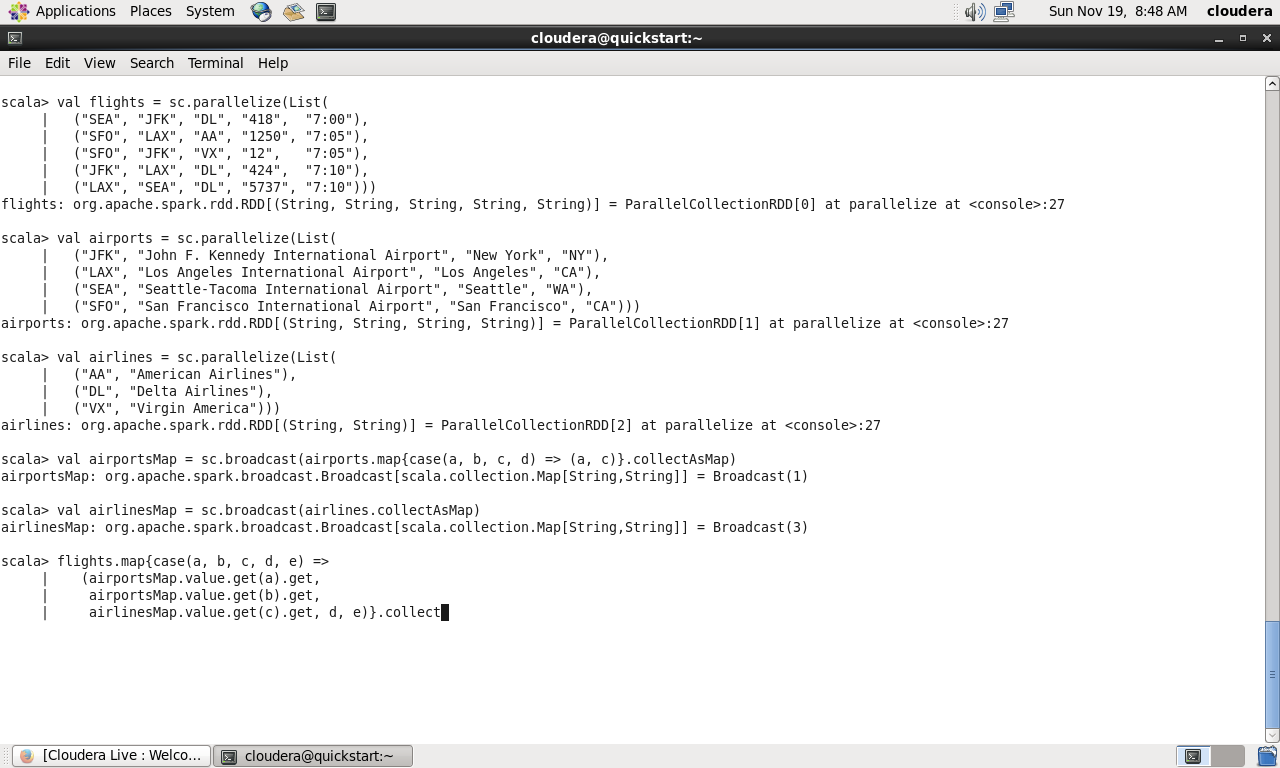 Applications Places System Sun Nov 19, 8:48 AM cloudera
cloudera@quickstart:~
File Edit View Search Terminal Help
scala> val flights = sc.parallelize(List(
     |   ("SEA", "JFK", "DL", "418",  "7:00"),
     |   ("SFO", "LAX", "AA", "1250", "7:05"),
     |   ("SFO", "JFK", "VX", "12",   "7:05"),
     |   ("JFK", "LAX", "DL", "424",  "7:10"),
     |   ("LAX", "SEA", "DL", "5737", "7:10")))
flights: org.apache.spark.rdd.RDD[(String, String, String, String, String)] = ParallelCollectionRDD[0] at parallelize at <console>:27
scala> val airports = sc.parallelize(List(
     |   ("JFK", "John F. Kennedy International Airport", "New York", "NY"),
     |   ("LAX", "Los Angeles International Airport", "Los Angeles", "CA"),
     |   ("SEA", "Seattle-Tacoma International Airport", "Seattle", "WA"),
     |   ("SFO", "San Francisco International Airport", "San Francisco", "CA")))
airports: org.apache.spark.rdd.RDD[(String, String, String, String)] = ParallelCollectionRDD[1] at parallelize at <console>:27
scala> val airlines = sc.parallelize(List(
     |   ("AA", "American Airlines"),
     |   ("DL", "Delta Airlines"),
     |   ("VX", "Virgin America")))
airlines: org.apache.spark.rdd.RDD[(String, String)] = ParallelCollectionRDD[2] at parallelize at <console>:27
scala> val airportsMap = sc.broadcast(airports.map{case(a, b, c, d) => (a, c)}.collectAsMap)
airportsMap: org.apache.spark.broadcast.Broadcast[scala.collection.Map[String,String]] = Broadcast(1)
scala> val airlinesMap = sc.broadcast(airlines.collectAsMap)
airlinesMap: org.apache.spark.broadcast.Broadcast[scala.collection.Map[String,String]] = Broadcast(3)
scala> flights.map{case(a, b, c, d, e) =>
     |    (airportsMap.value.get(a).get,
     |     airportsMap.value.get(b).get,
     |     airlinesMap.value.get(c).get, d, e)}.collect
[Cloudera Live : Welco... cloudera@quickstart:~